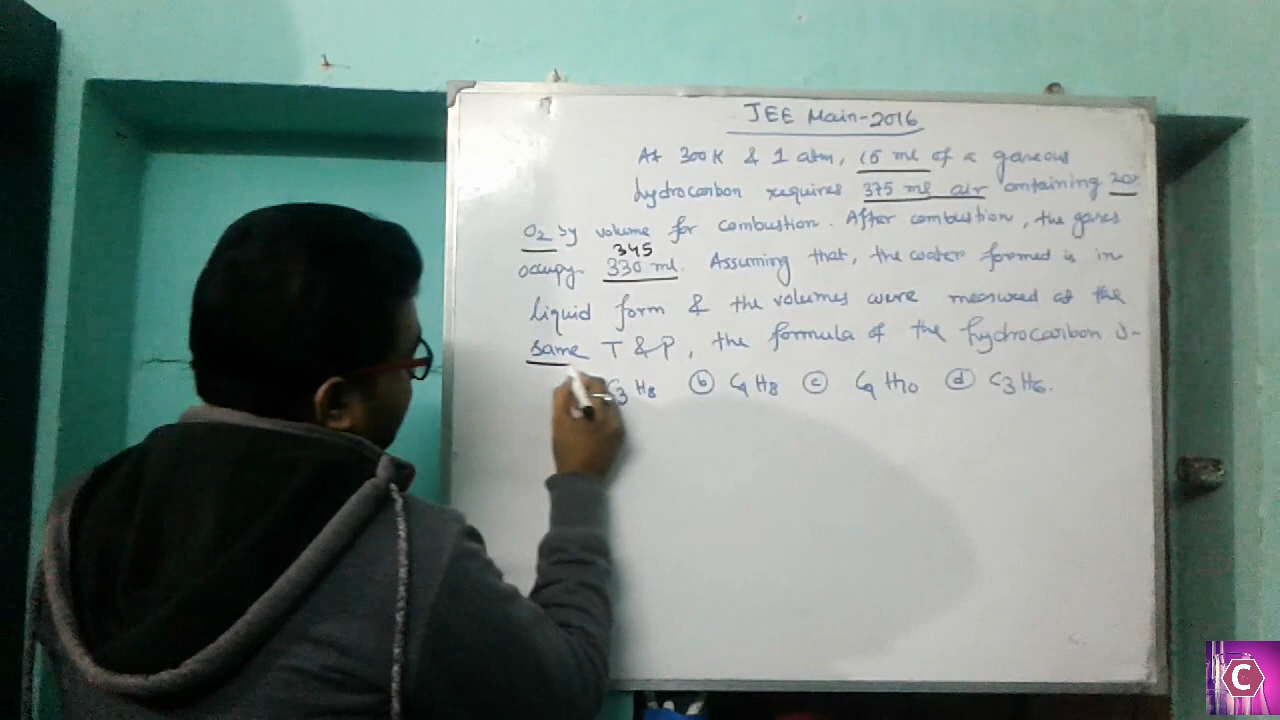 JEE Main-2016
At 300K & 1 atm, 15 ml of a gaseous
hydrocarbon requires 375 ml air containing 20%
O2 by volume for combustion. After combustion, the gases
345
occupy 330 ml. Assuming that, the water formed is in
liquid form & the volumes were measured at the
same T & P, the formula of the hydrocarbon is-
C3H8 (b) C4H8 (c) C4H10 (d) C3H6.
C